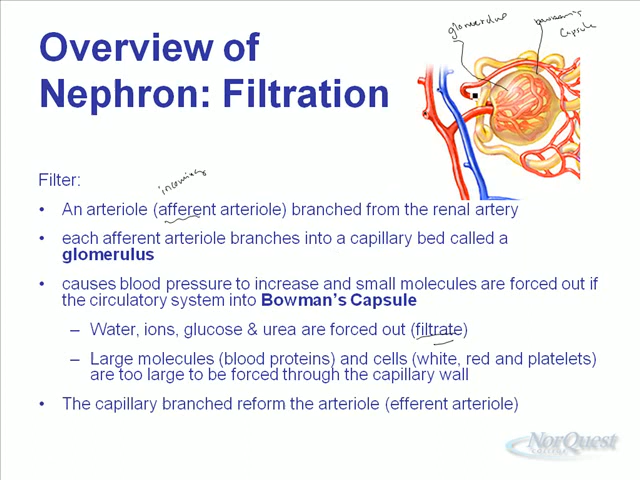 glomerulus
bowman's
capsule
Overview of
Nephron: Filtration
Filter:
incoming
• An arteriole (afferent arteriole) branched from the renal artery
• each afferent arteriole branches into a capillary bed called a
glomerulus
• causes blood pressure to increase and small molecules are forced out if
the circulatory system into Bowman's Capsule
– Water, ions, glucose & urea are forced out (filtrate)
– Large molecules (blood proteins) and cells (white, red and platelets)
are too large to be forced through the capillary wall
• The capillary branched reform the arteriole (efferent arteriole)
NorQuest
college